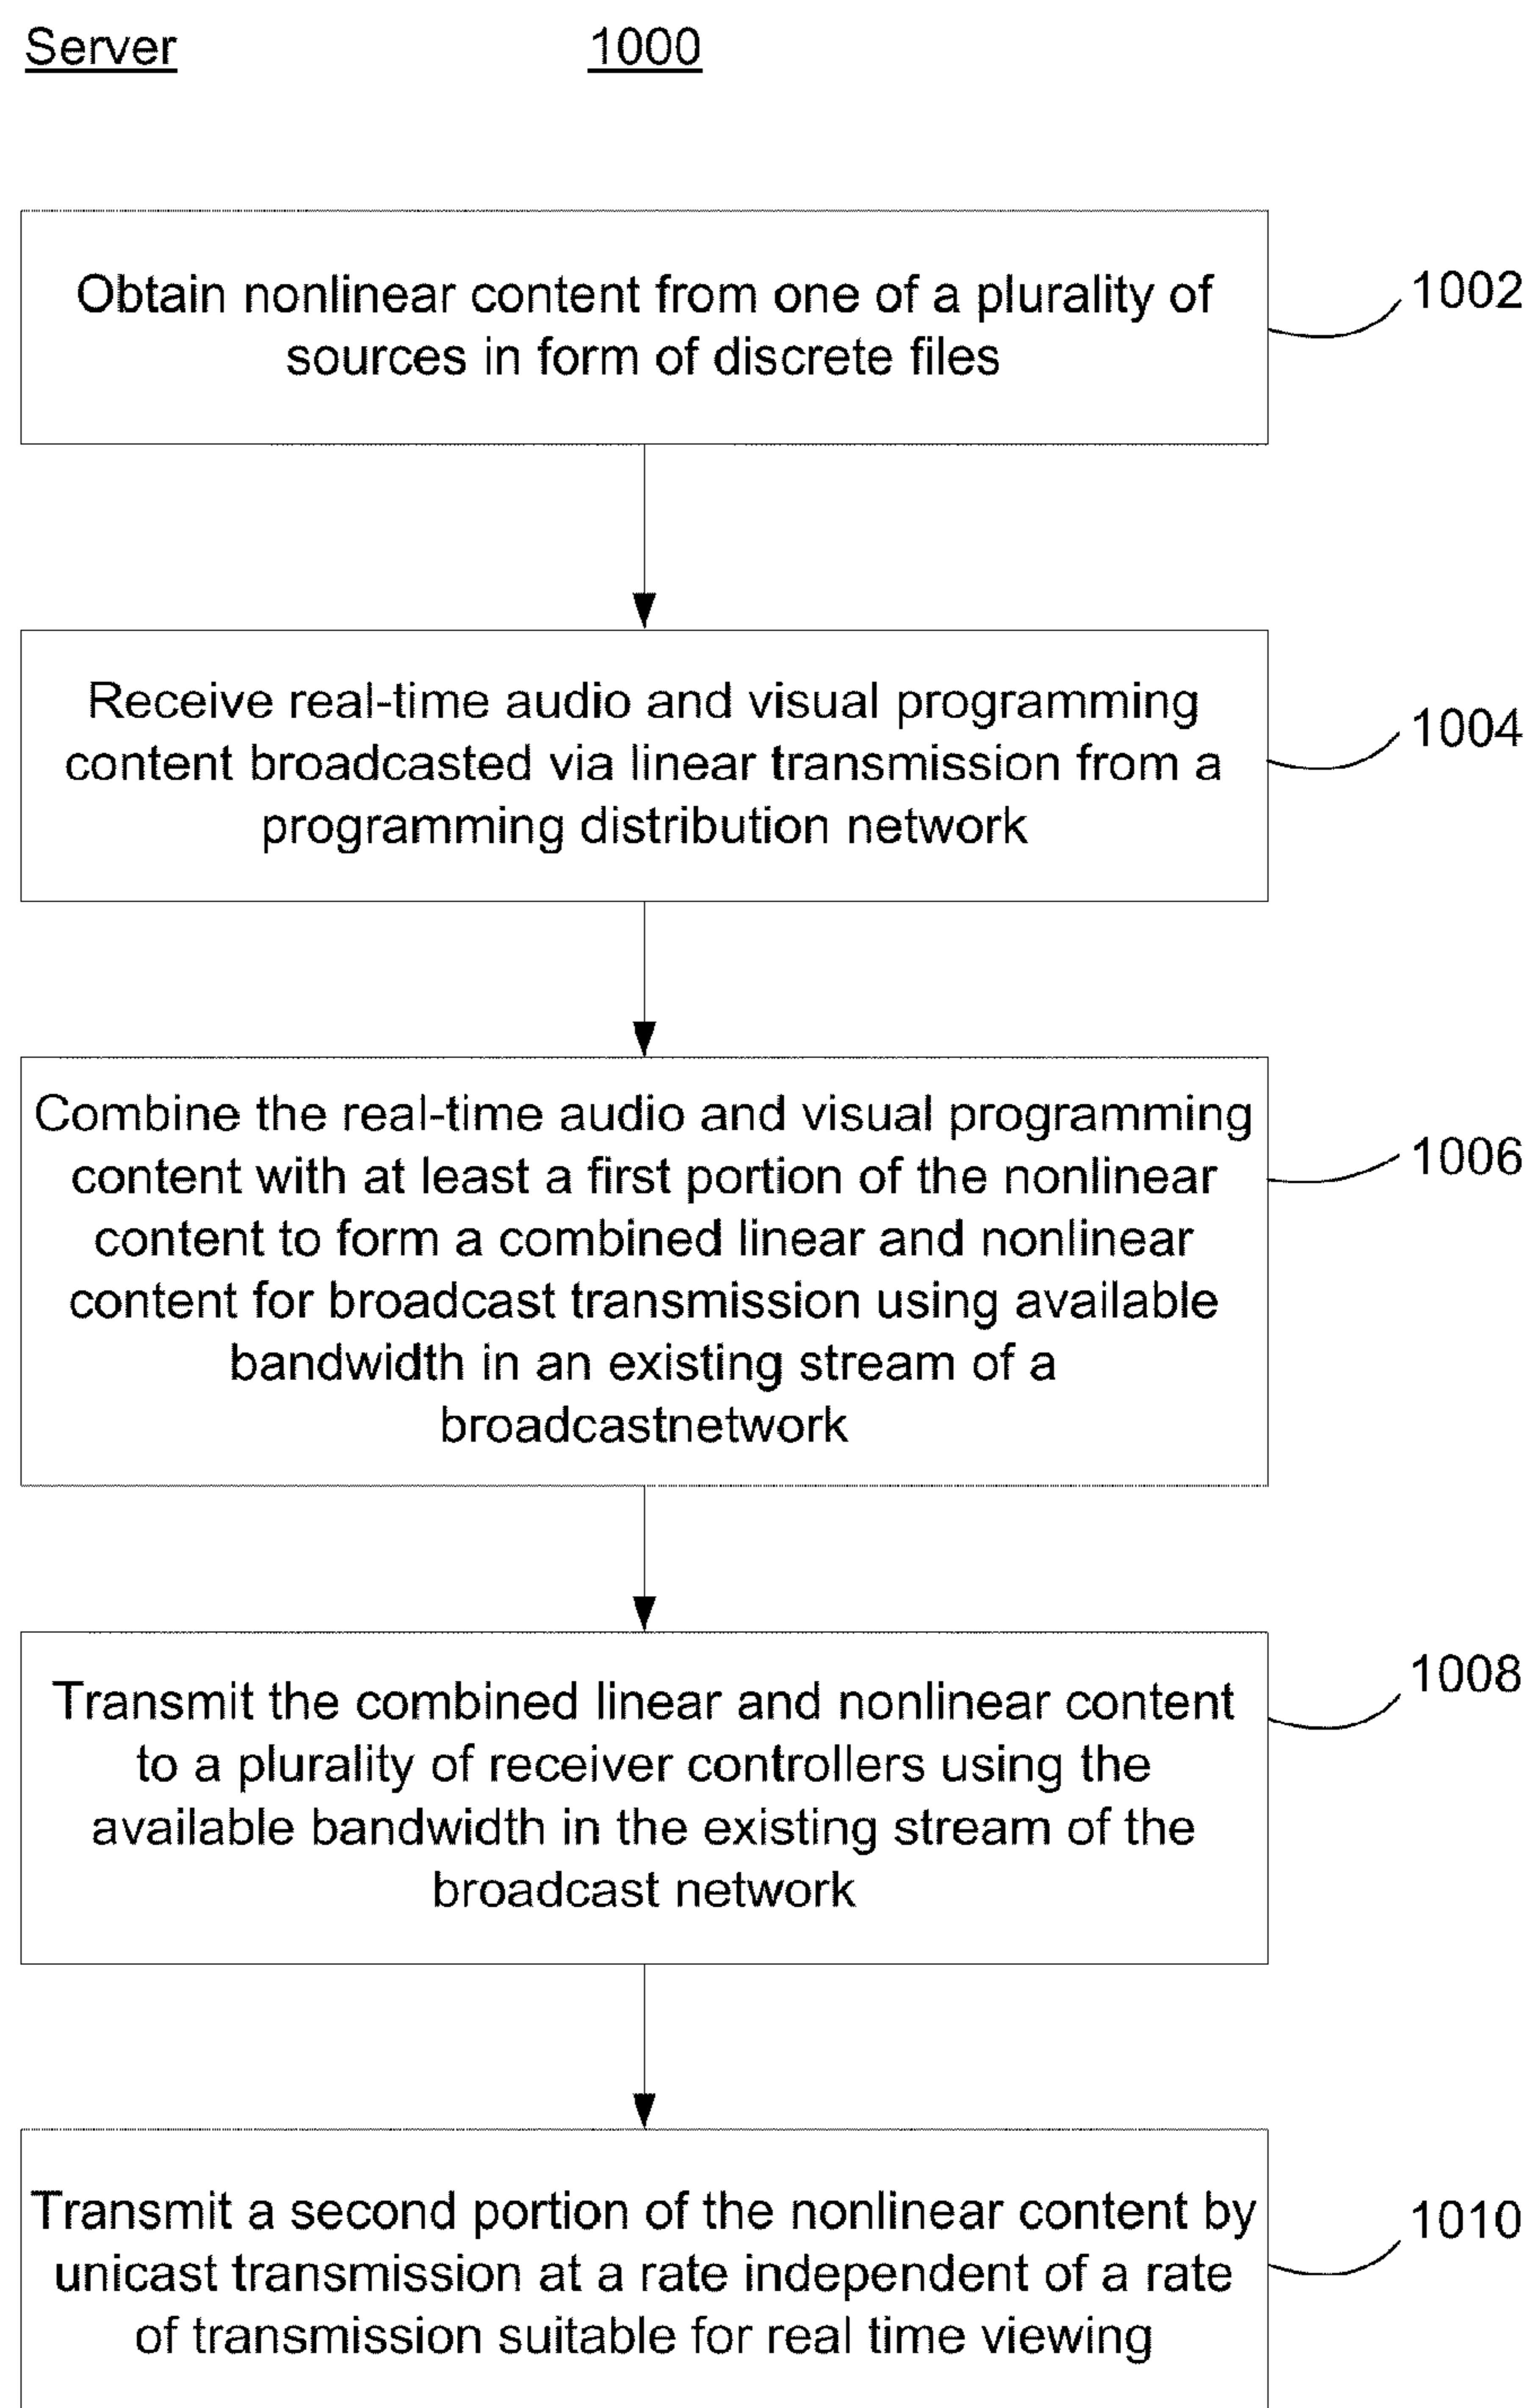 Server
1000
Obtain nonlinear content from one of a plurality of
sources in form of discrete files
1002
Receive real-time audio and visual programming
content broadcasted via linear transmission from a
programming distribution network
1004
Combine the real-time audio and visual programming
content with at least a first portion of the nonlinear
content to form a combined linear and nonlinear
content for broadcast transmission using available
bandwidth in an existing stream of a
broadcastnetwork
1006
Transmit the combined linear and nonlinear content
to a plurality of receiver controllers using the
available bandwidth in the existing stream of the
broadcast network
1008
Transmit a second portion of the nonlinear content by
unicast transmission at a rate independent of a rate
of transmission suitable for real time viewing
1010